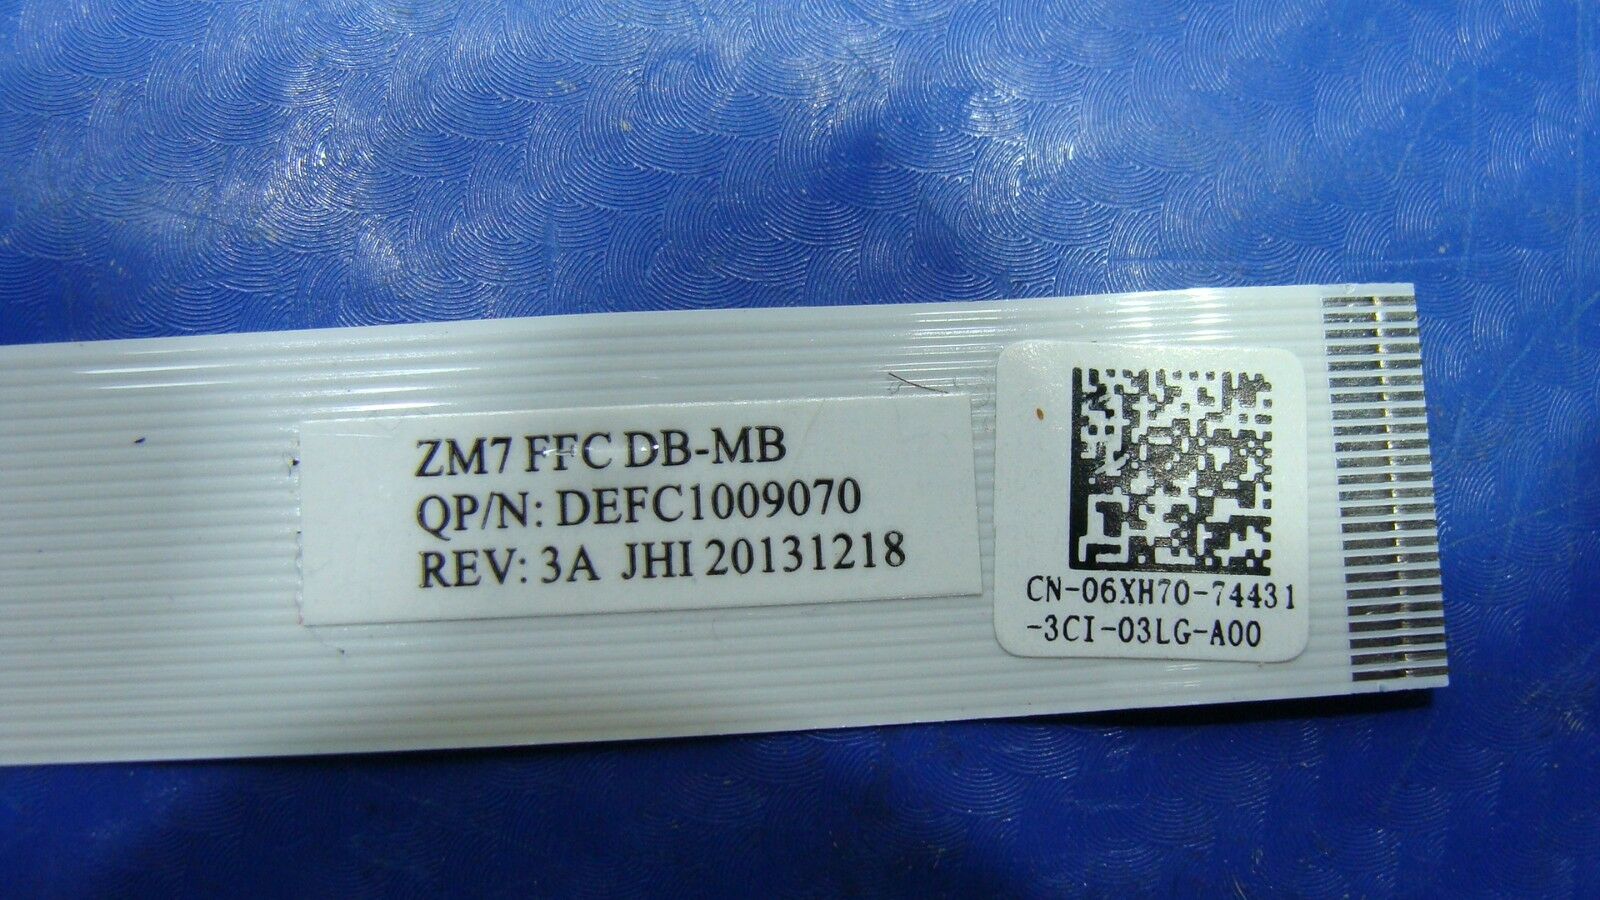 ZM7 FFC DB-MB
QP/N: DEFC1009070
REV: 3A JHI 20131218
CN-06XH70-74431
-3CI-03LG-A00